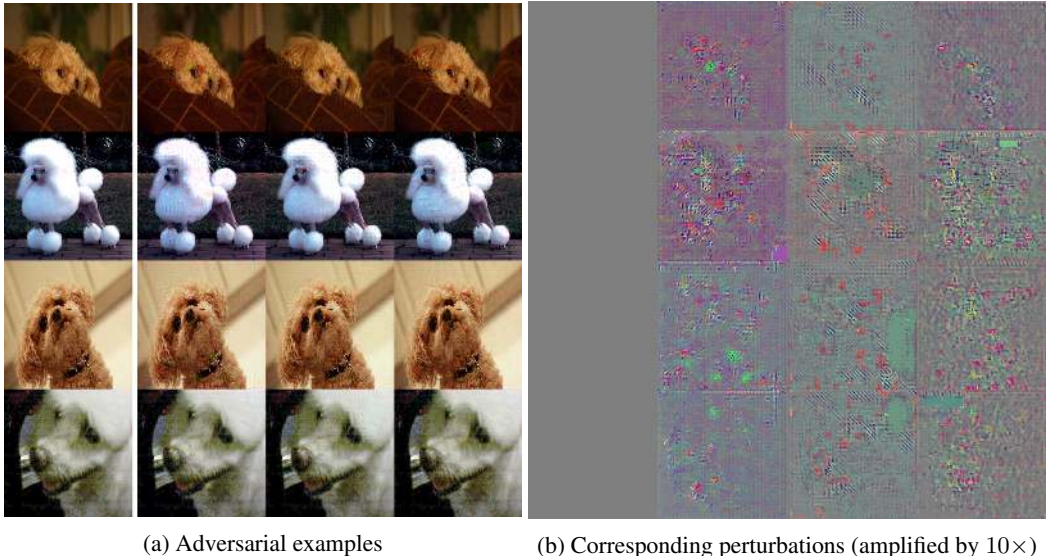 (a) Adversarial examples
(b) Corresponding perturbations (amplified by 10×)